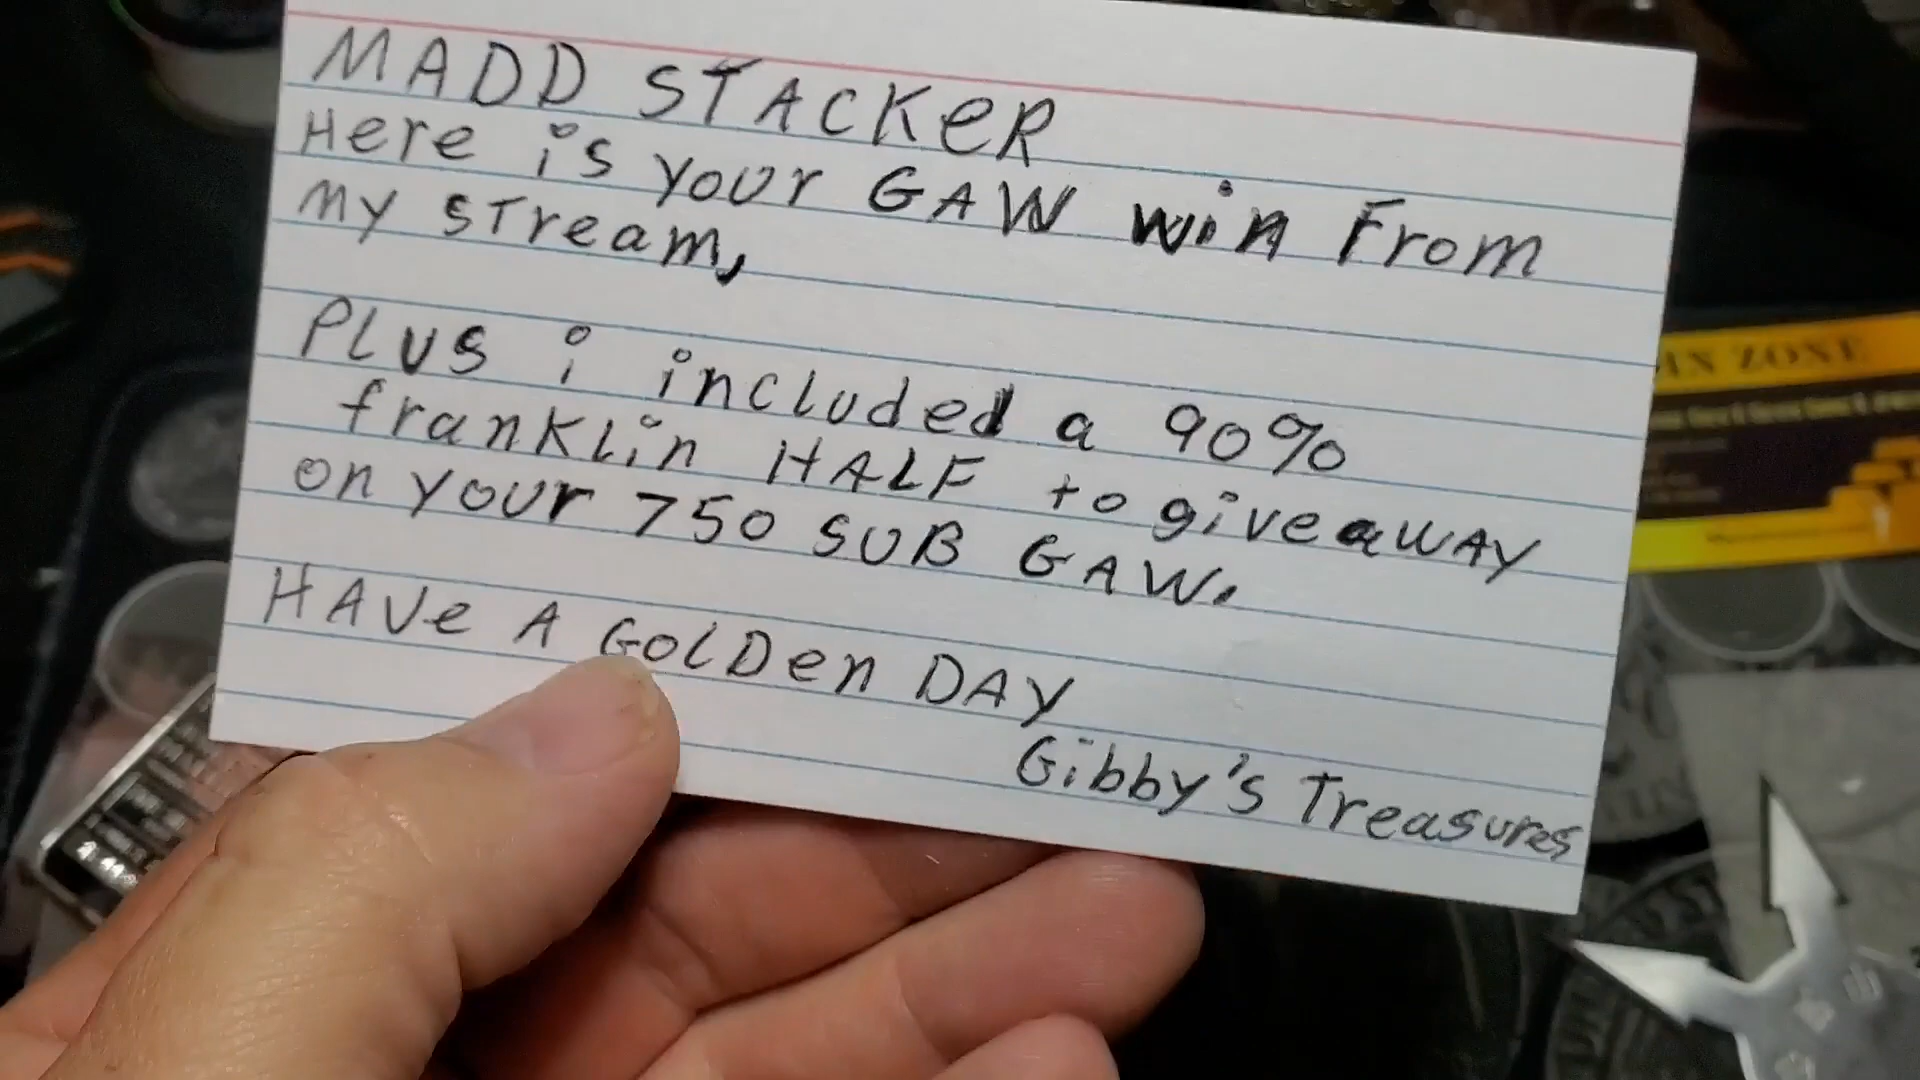 MADD STACKeR
Here is your GAW win From
my stream,
PLUS i included a 90%
franklin HALF to giveaway
on your 750 SUB GAW.
HAVe A GolDen DAY
Gibby's Treasures
ZONE